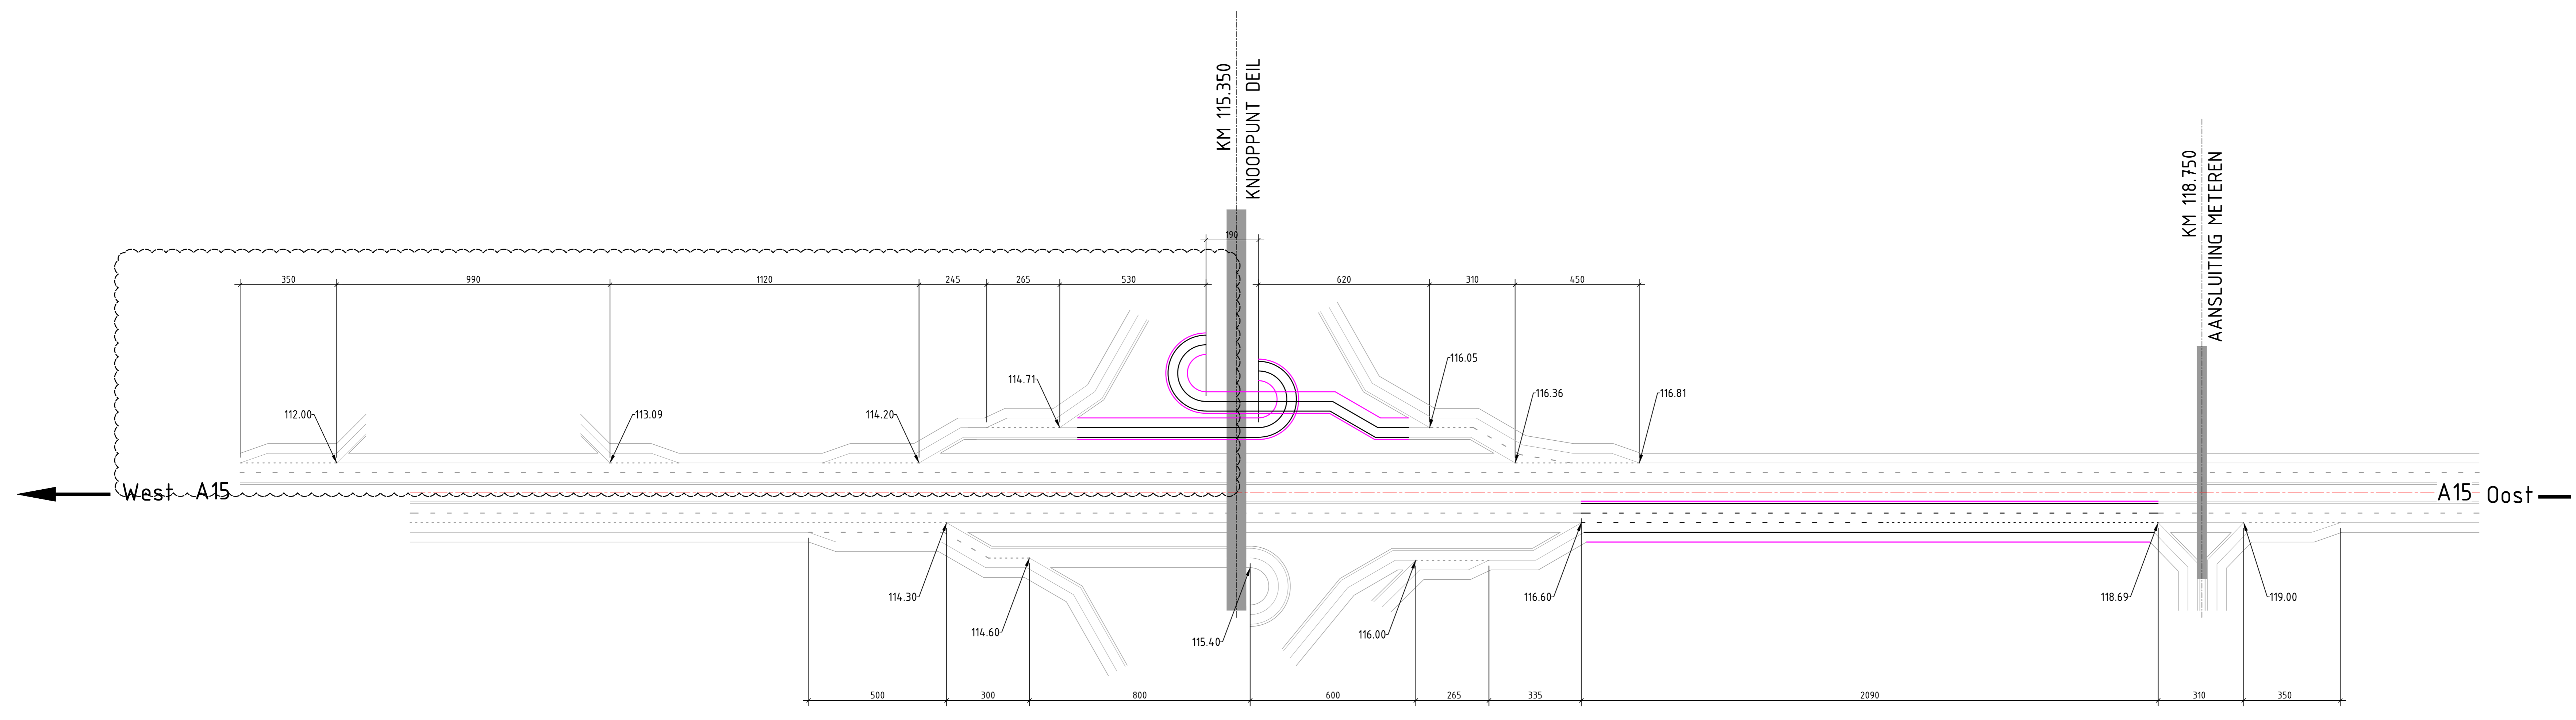 KM 115.350
KNOOPPUNT DEIL
KM 118.750
AANSLUITING METEREN
190
350 990 1120 245 265 530 620 310 450
116.05
114.71
112.00 113.09 114.20 116.36 116.81
West A15
A15 Oost
114.30 116.60 118.69 119.00
114.60 115.40 116.00
500 300 800 600 265 335 2090 310 350